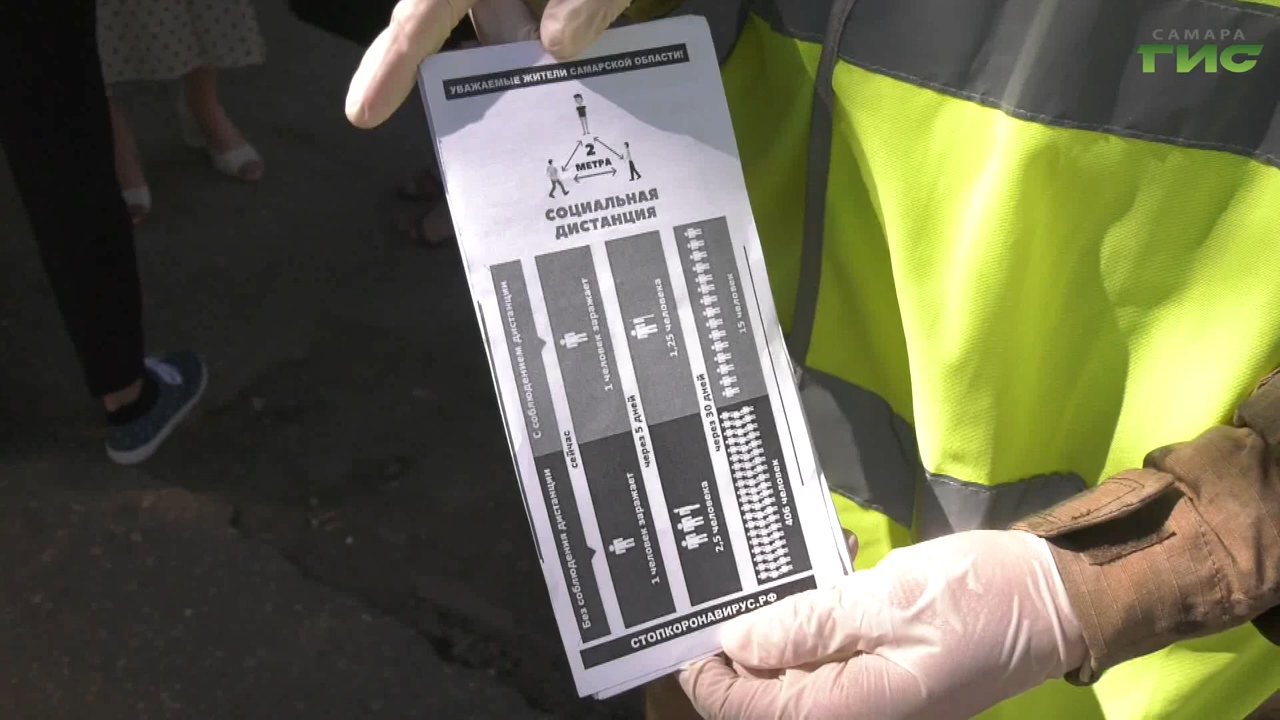 САМАРА
ТИС
УВАЖАЕМЫЕ ЖИТЕЛИ САМАРСКОЙ ОБЛАСТИ!
2
МЕТРА
СОЦИАЛЬНАЯ
ДИСТАНЦИЯ
Без соблюдения дистанции
С соблюдением дистанции
сейчас
1 человек заражает
1 человек заражает
через 5 дней
2,5 человека
1,25 человека
через 30 дней
406 человек
15 человек
СТОПКОРОНАВИРУС.РФ